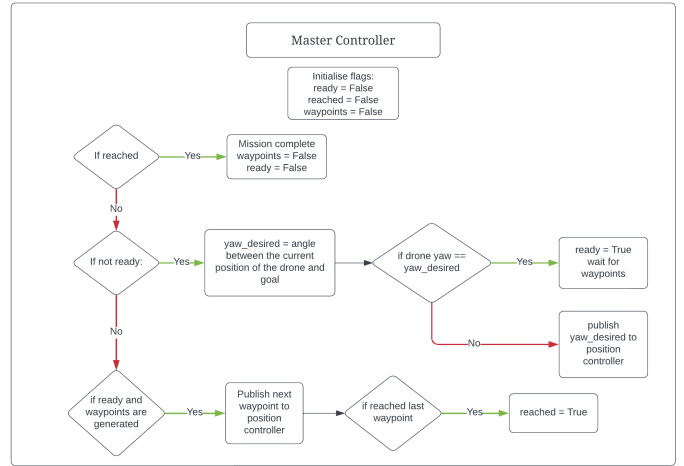 Master Controller
Initialise flags:
ready = False
reached = False
waypoints = False
If reached
Yes
Mission complete
waypoints = False
ready = False
No
If not ready:
Yes
yaw_desired = angle
between the current
position of the drone and
goal
if drone yaw ==
yaw_desired
Yes
ready = True
wait for
waypoints
No
publish
yaw_desired to
position
controller
No
if ready and
waypoints are
generated
Yes
Publish next
waypoint to
position
controller
if reached last
waypoint
Yes
reached = True